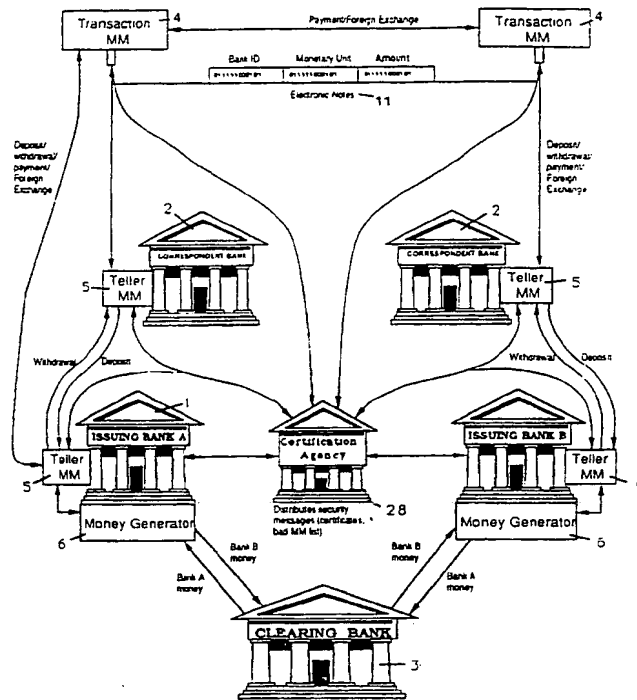 4
Transaction
MM
Payment/Foreign Exchange
4
Transaction
MM
Bank ID
Monetary Unit
Amount
Electronic Notes
11
Deposit/
withdrawal/
payment/
Foreign
Exchange
Deposit/
withdrawal/
payment/
Foreign
Exchange
2
CORRESPONDENT BANK
2
CORRESPONDENT BANK
5
Teller
MM
Teller
MM
5
Withdrawal
Deposit
Withdrawal
Deposit
1
ISSUING BANK A
Certification
Agency
ISSUING BANK B
Teller
MM
5
Teller
MM
28
Distributes security
messages (certificates,
bad MM list)
Money Generator
6
Money Generator
6
Bank B
money
Bank A
money
Bank B
money
Bank A
money
CLEARING BANK
3